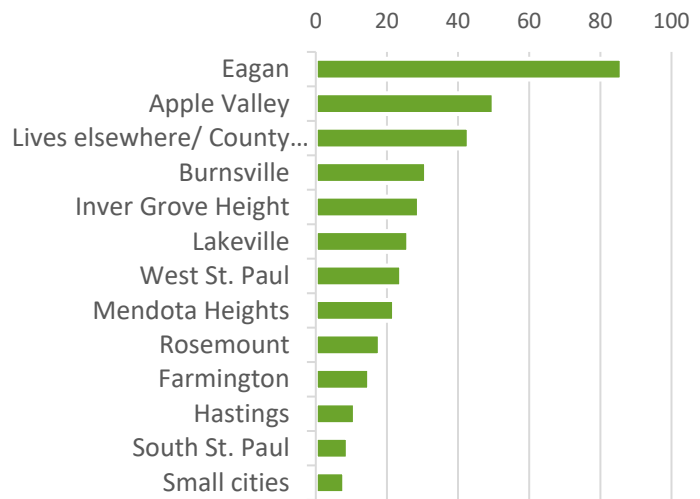 0 20 40 60 80 100
Eagan
Apple Valley
Lives elsewhere/ County...
Burnsville
Inver Grove Height
Lakeville
West St. Paul
Mendota Heights
Rosemount
Farmington
Hastings
South St. Paul
Small cities